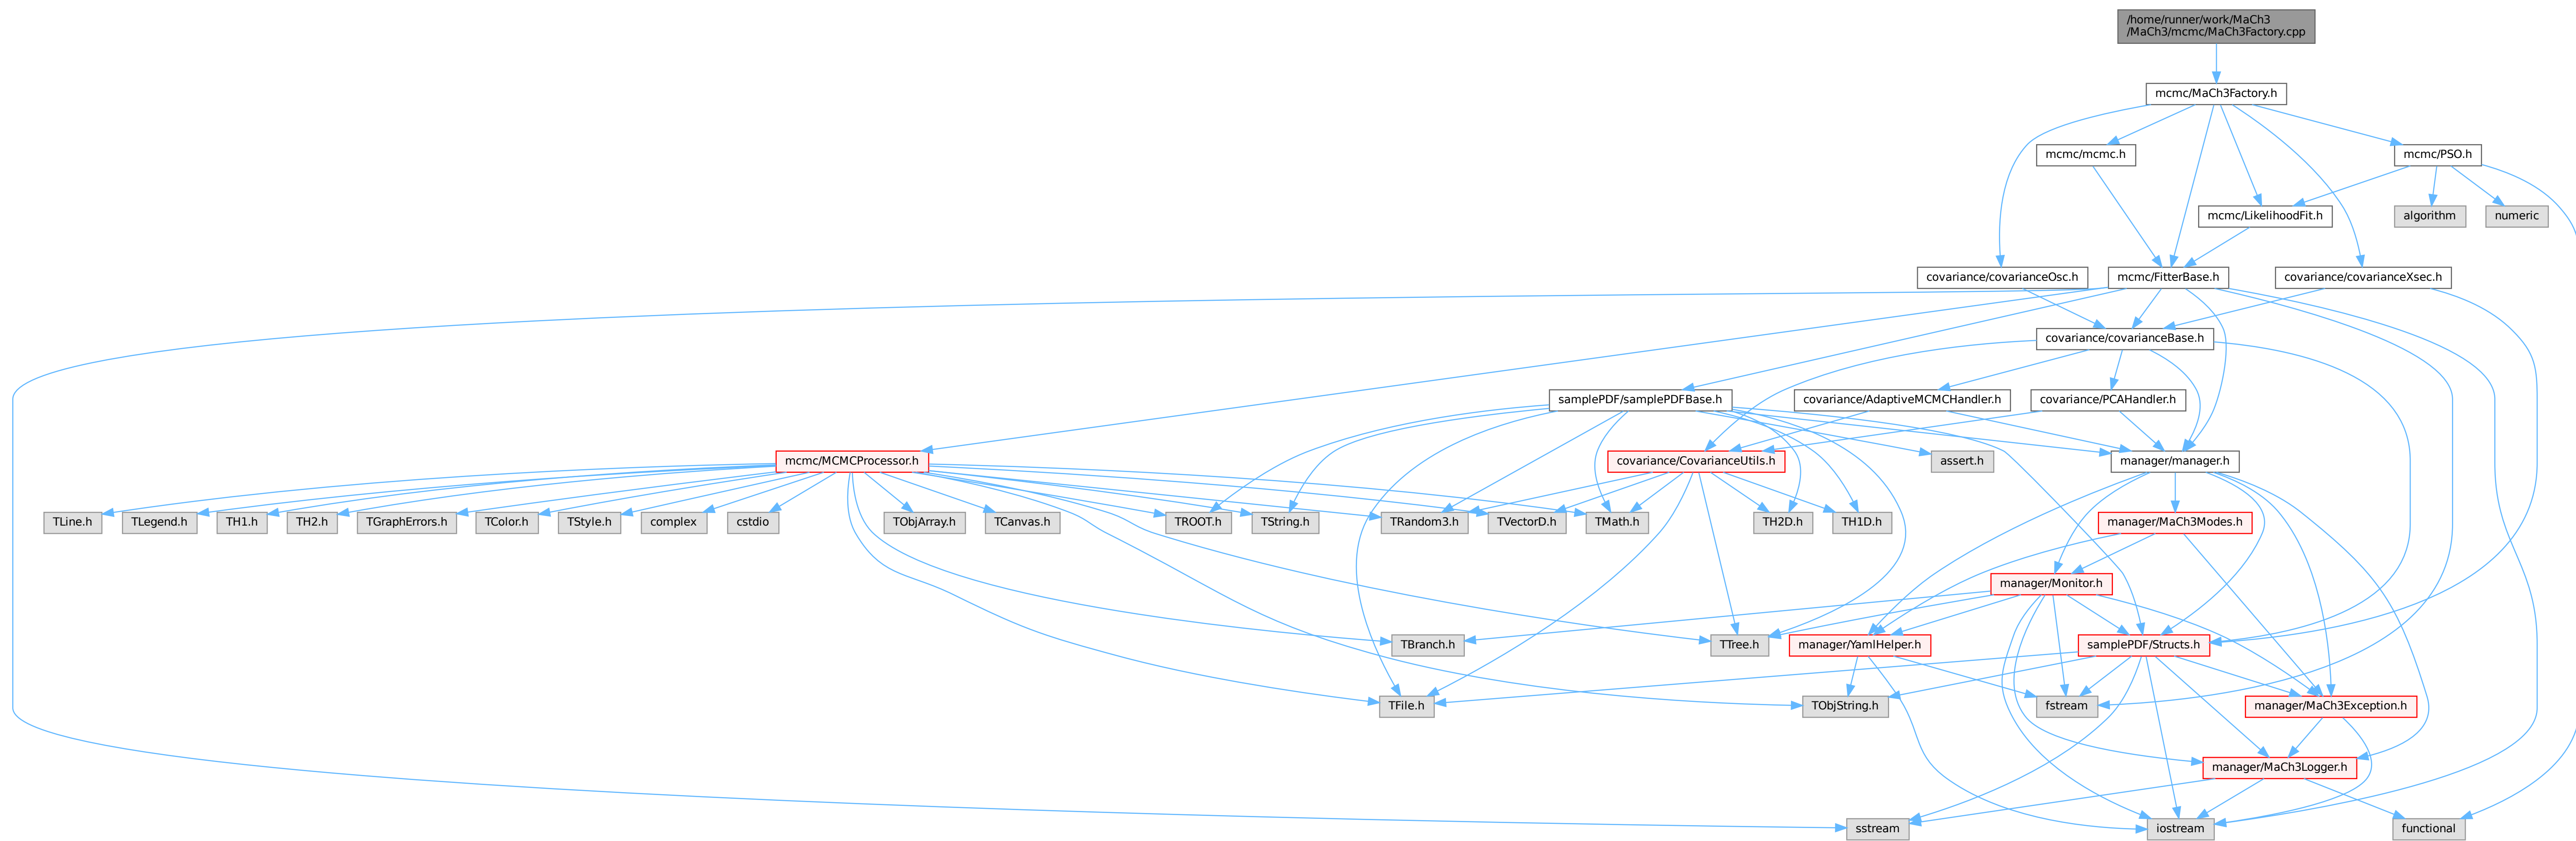 /home/runner/work/MaCh3
/MaCh3/mcmc/MaCh3Factory.cpp
mcmc/MaCh3Factory.h
mcmc/mcmc.h
mcmc/PSO.h
mcmc/LikelihoodFit.h
algorithm
numeric
covariance/covarianceOsc.h
mcmc/FitterBase.h
covariance/covarianceXsec.h
covariance/covarianceBase.h
samplePDF/samplePDFBase.h
covariance/AdaptiveMCMCHandler.h
covariance/PCAHandler.h
mcmc/MCMCProcessor.h
covariance/CovarianceUtils.h
assert.h
manager/manager.h
TLine.h
TLegend.h
TH1.h
TH2.h
TGraphErrors.h
TColor.h
TStyle.h
complex
cstdio
TObjArray.h
TCanvas.h
TROOT.h
TString.h
TRandom3.h
TVectorD.h
TMath.h
TH2D.h
TH1D.h
manager/MaCh3Modes.h
manager/Monitor.h
TBranch.h
TTree.h
manager/YamlHelper.h
samplePDF/Structs.h
TFile.h
TObjString.h
fstream
manager/MaCh3Exception.h
manager/MaCh3Logger.h
sstream
iostream
functional